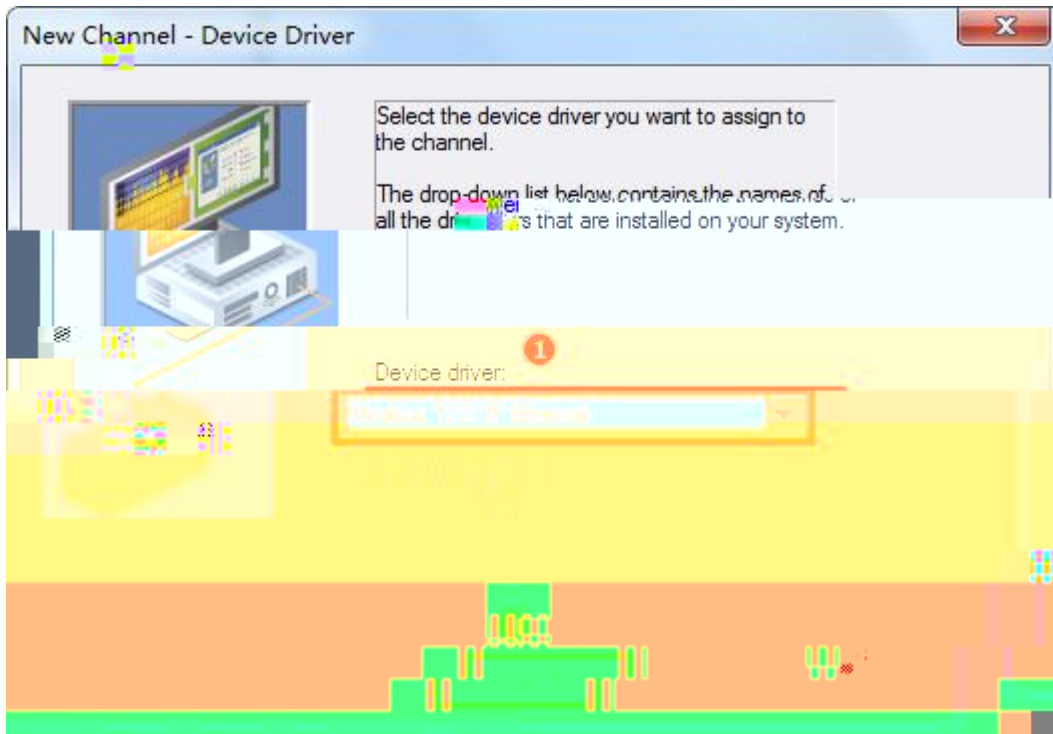 New Channel - Device Driver
Select the device driver you want to assign to
the channel.
The drop-down list below contains the names of
all the that are installed on your system.
1
Device driver: